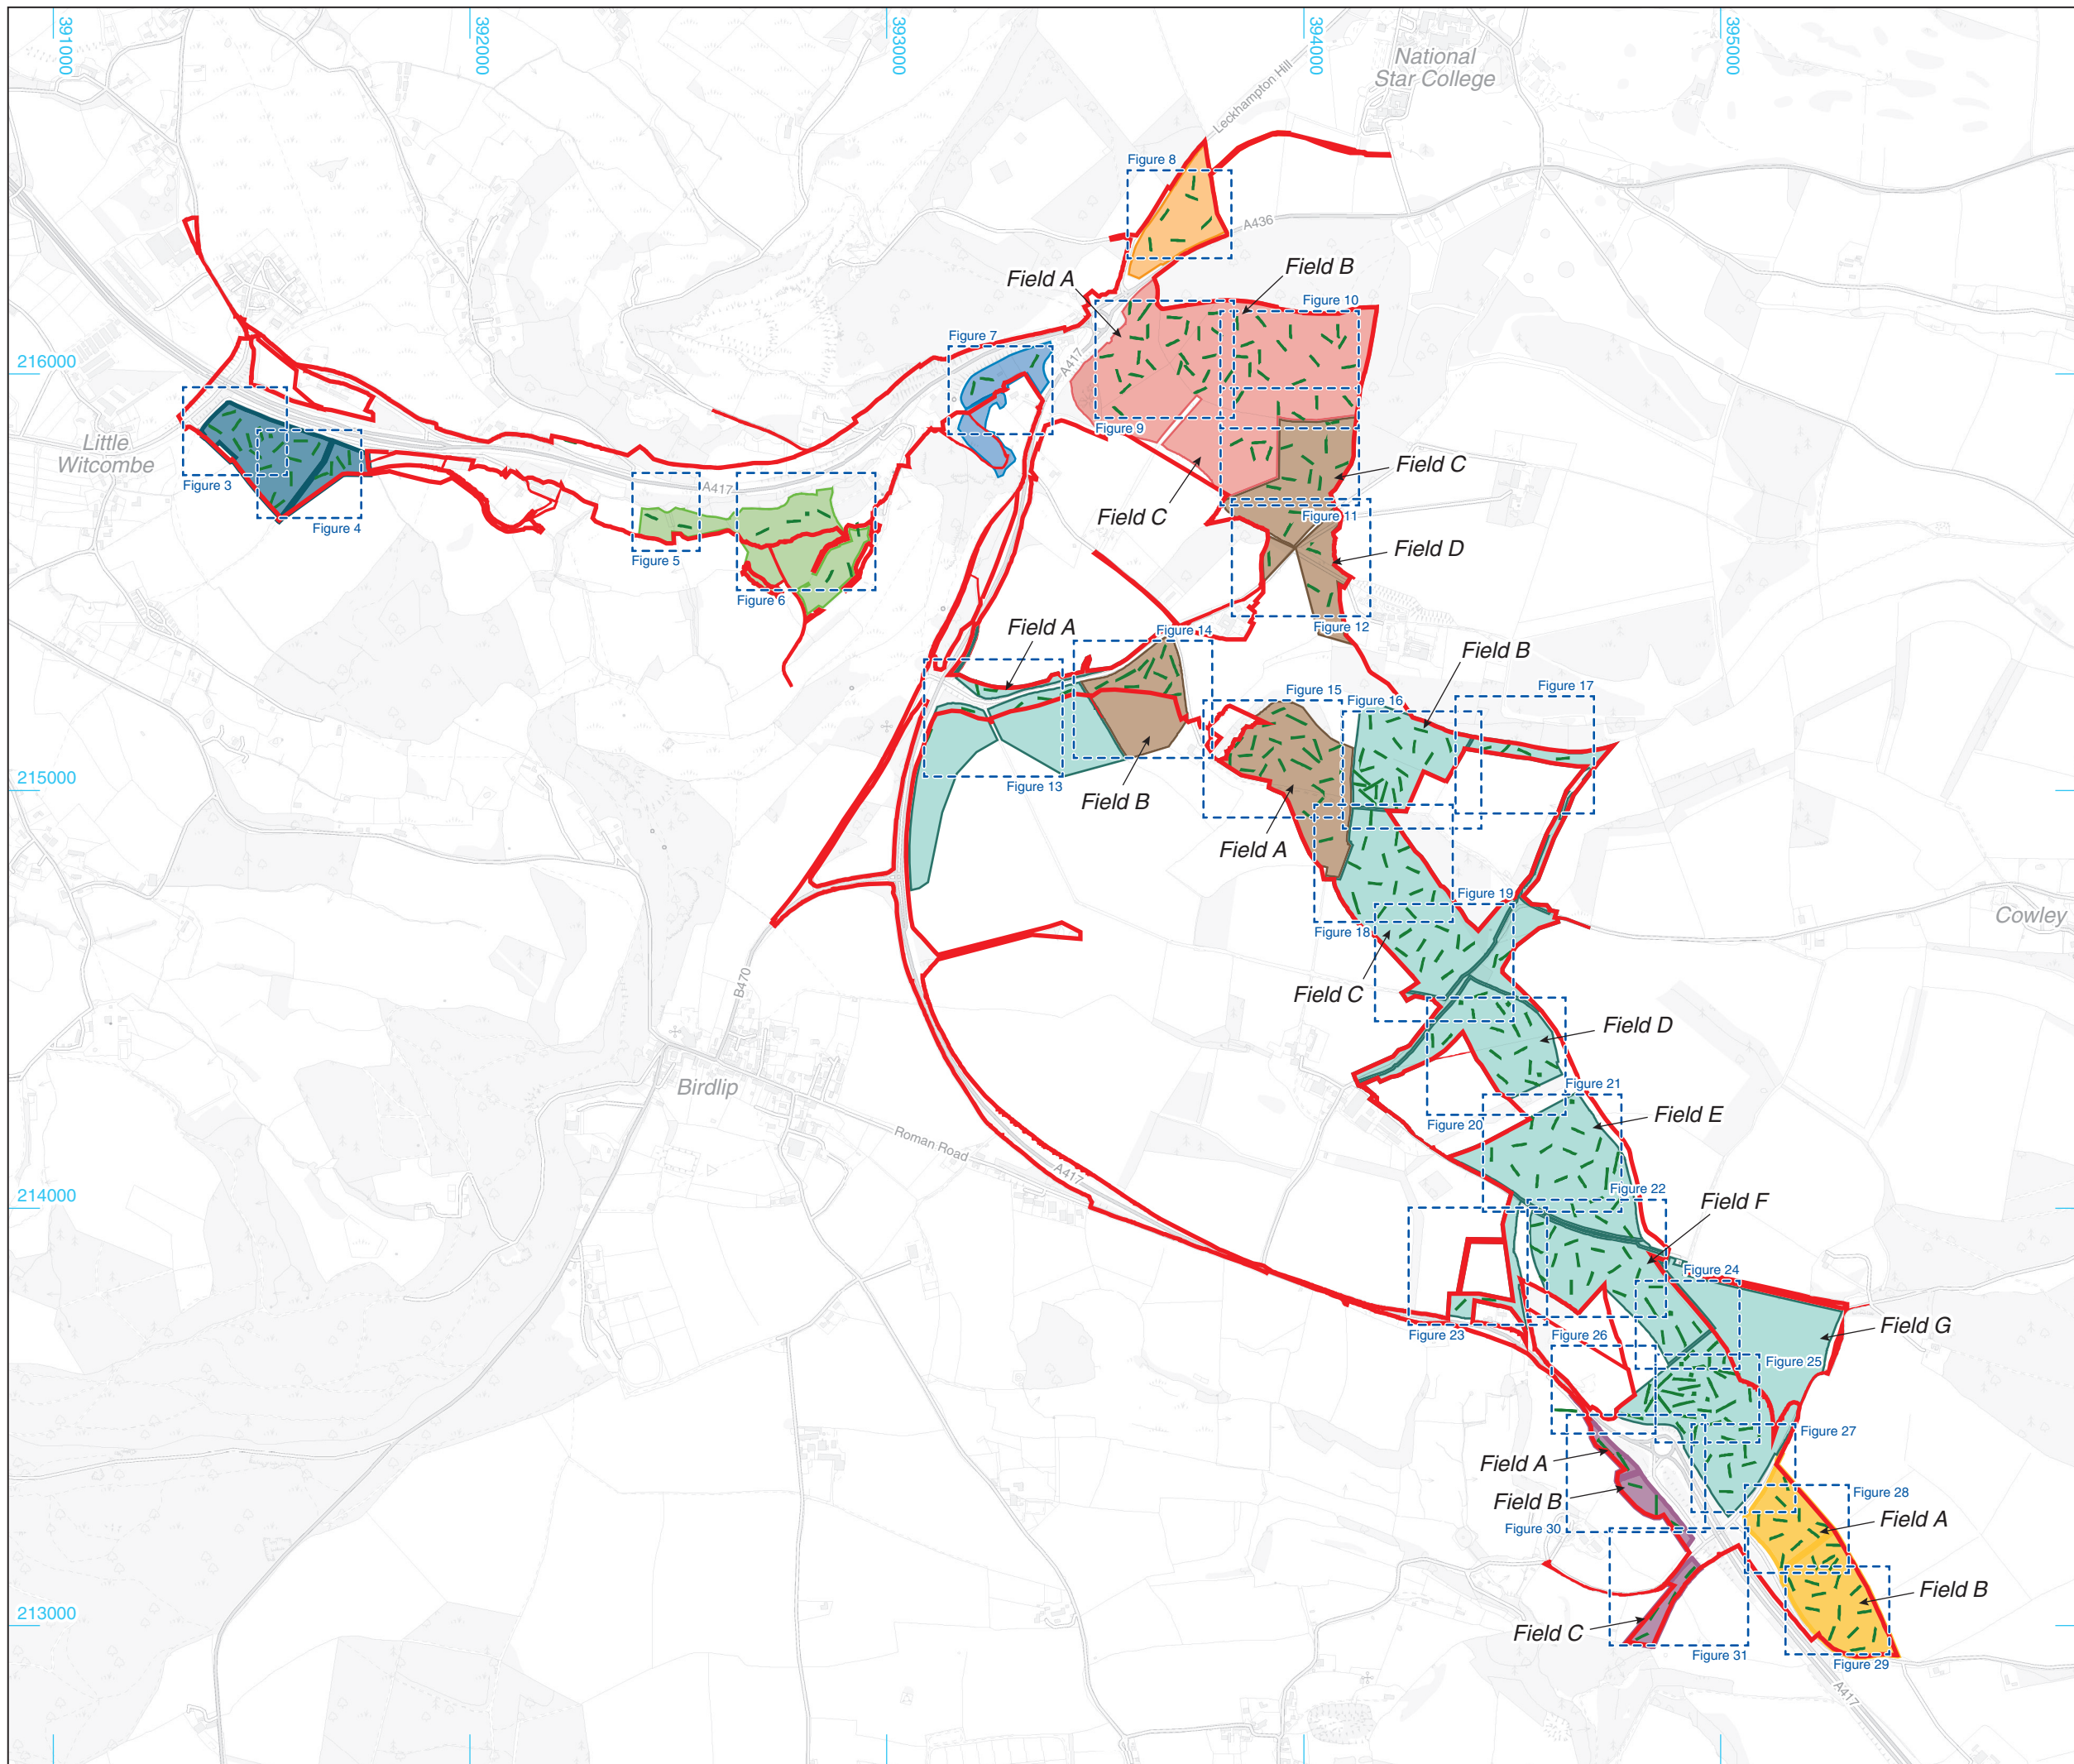 391000
392000
393000
394000
395000
National
Star College
Leckhampton Hill
Figure 8
A436
Field A
Field B
Figure 10
Figure 7
A417
216000
Figure 9
Little
Witcombe
Figure 3
Figure 4
A417
Field C
Field C
Figure 11
Figure 5
Field D
Figure 6
Figure 12
Field A
Figure 14
Field B
Figure 15
Figure 16
Figure 17
215000
Figure 13
Field B
Field A
Figure 19
Cowley
Figure 18
B470
Field C
Field D
Birdlip
Figure 21
Field E
Figure 20
Roman Road
A417
214000
Figure 22
Field F
Figure 24
Figure 23
Figure 26
Field G
Figure 25
Figure 27
Field A
Field B
Figure 28
Field A
Figure 30
Field B
213000
Field C
Figure 31
Figure 29
A417